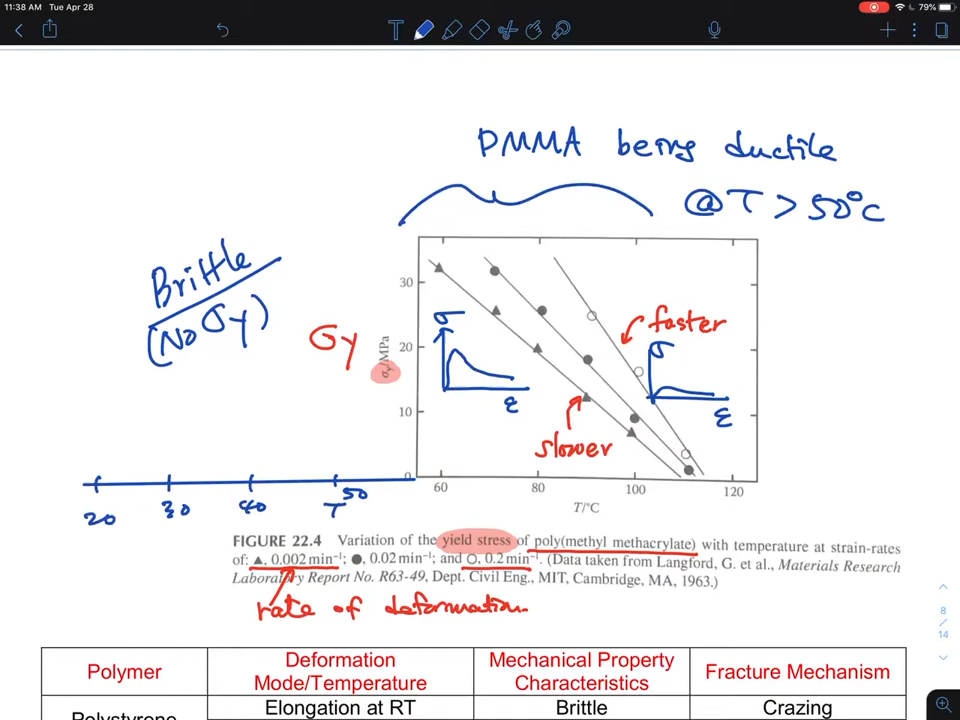 11:38 AM Tue Apr 28
79%
PMMA being ductile
@ T > 50°C
Brittle
(No σy)
σy
σy/MPa
30
20
10
0
σ
ε
faster
σ
ε
slower
60
80
100
120
T/°C
20
30
40
50
T
FIGURE 22.4 Variation of the yield stress of poly(methyl methacrylate) with temperature at strain-rates
of: ▲, 0.002 min⁻¹; ●, 0.02 min⁻¹; and ○, 0.2 min⁻¹. (Data taken from Langford, G. et al., Materials Research
Laboratory Report No. R63-49, Dept. Civil Eng., MIT, Cambridge, MA, 1963.)
rate of deformation
8
/
14
Polymer
Deformation
Mode/Temperature
Mechanical Property
Characteristics
Fracture Mechanism
Polystyrene
Elongation at RT
Brittle
Crazing